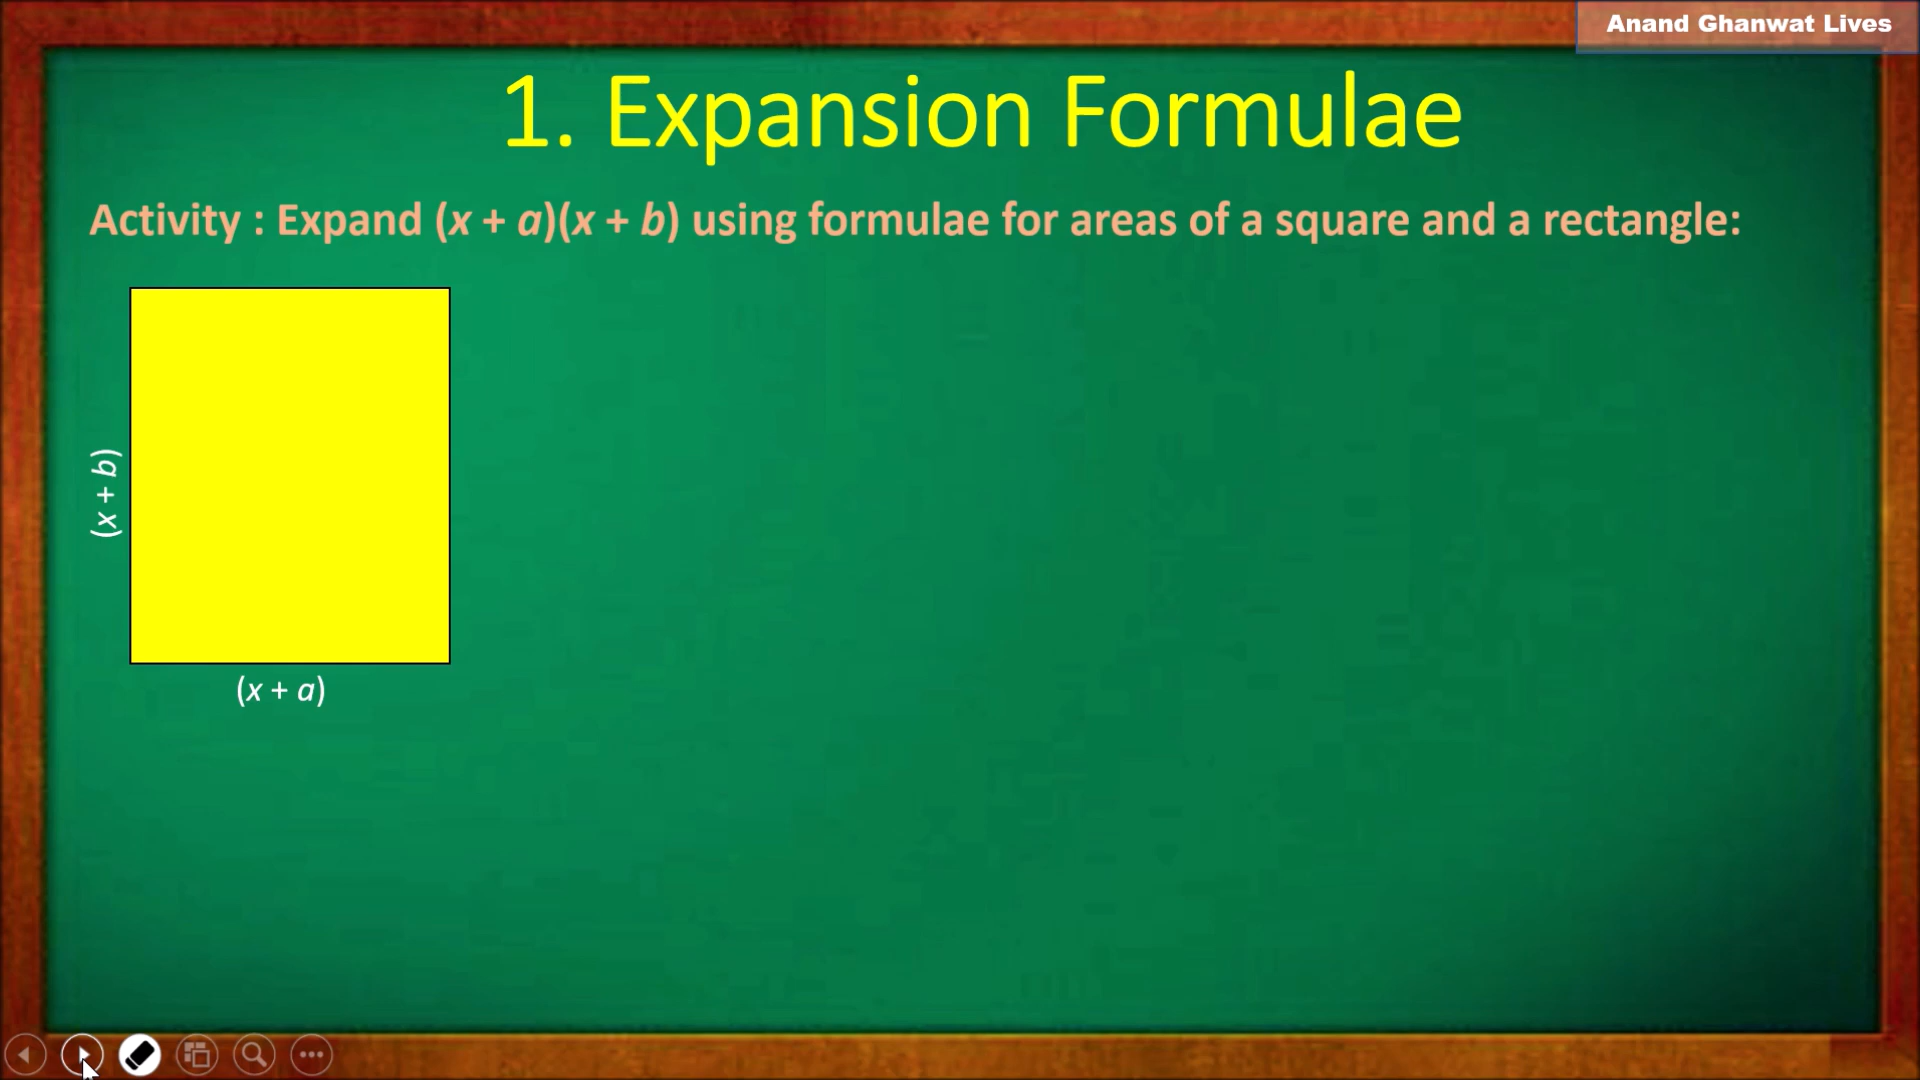 Anand Ghanwat Lives
1. Expansion Formulae
Activity : Expand (x + a)(x + b) using formulae for areas of a square and a rectangle:
(x + b)
(x + a)